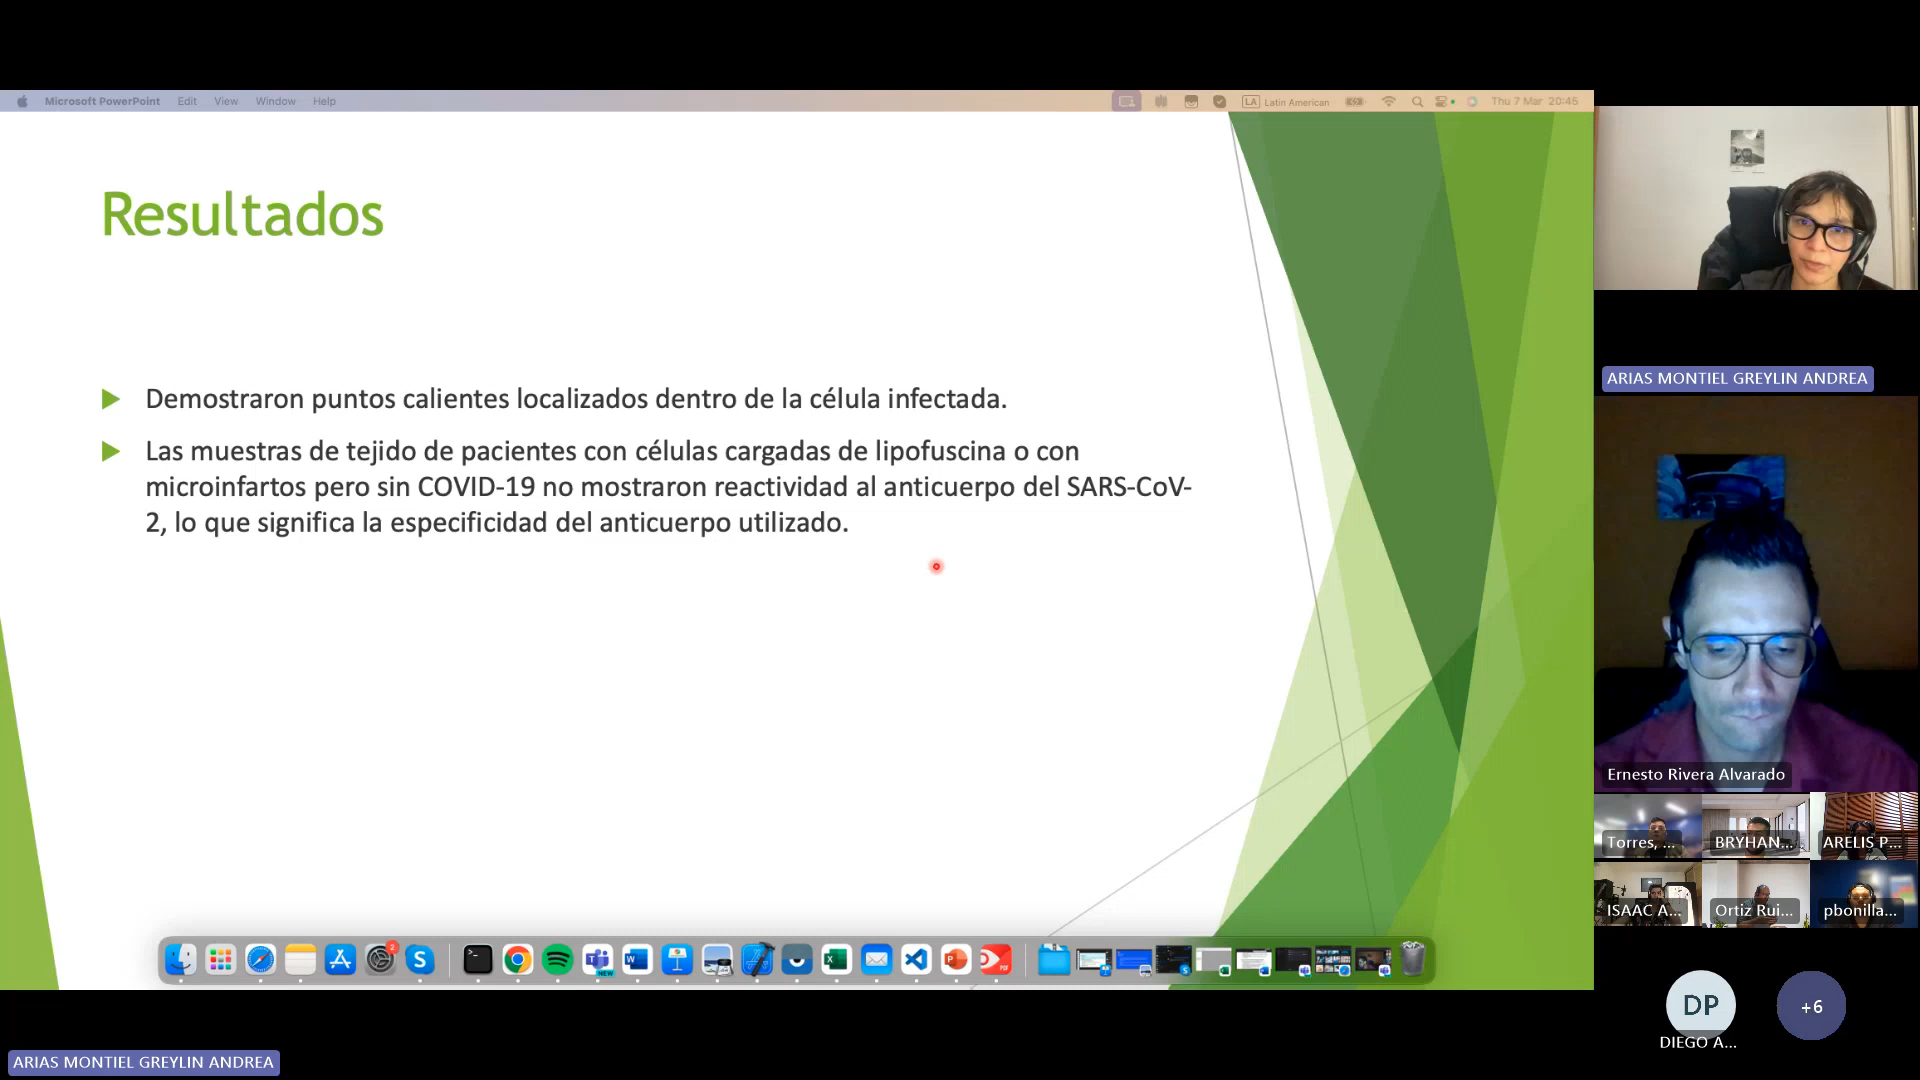 Microsoft PowerPoint Edit View Window Help
LA Latin American Thu 7 Mar 20:45
Resultados
Demostraron puntos calientes localizados dentro de la célula infectada.
Las muestras de tejido de pacientes con células cargadas de lipofuscina o con
microinfartos pero sin COVID-19 no mostraron reactividad al anticuerpo del SARS-CoV-
2, lo que significa la especificidad del anticuerpo utilizado.
ARIAS MONTIEL GREYLIN ANDREA
Ernesto Rivera Alvarado
Torres, ... BRYHAN... ARELIS P...
ISAAC A... Ortiz Rui... pbonilla...
DP +6
DIEGO A...
2
NEW
ARIAS MONTIEL GREYLIN ANDREA